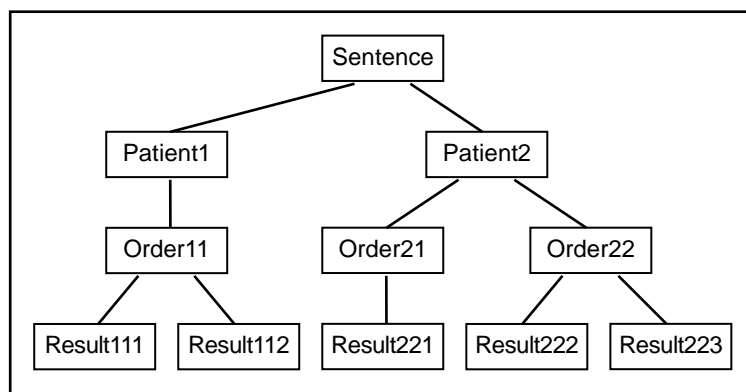 Sentence
Patient1 Patient2
Order11 Order21 Order22
Result111 Result112 Result221 Result222 Result223